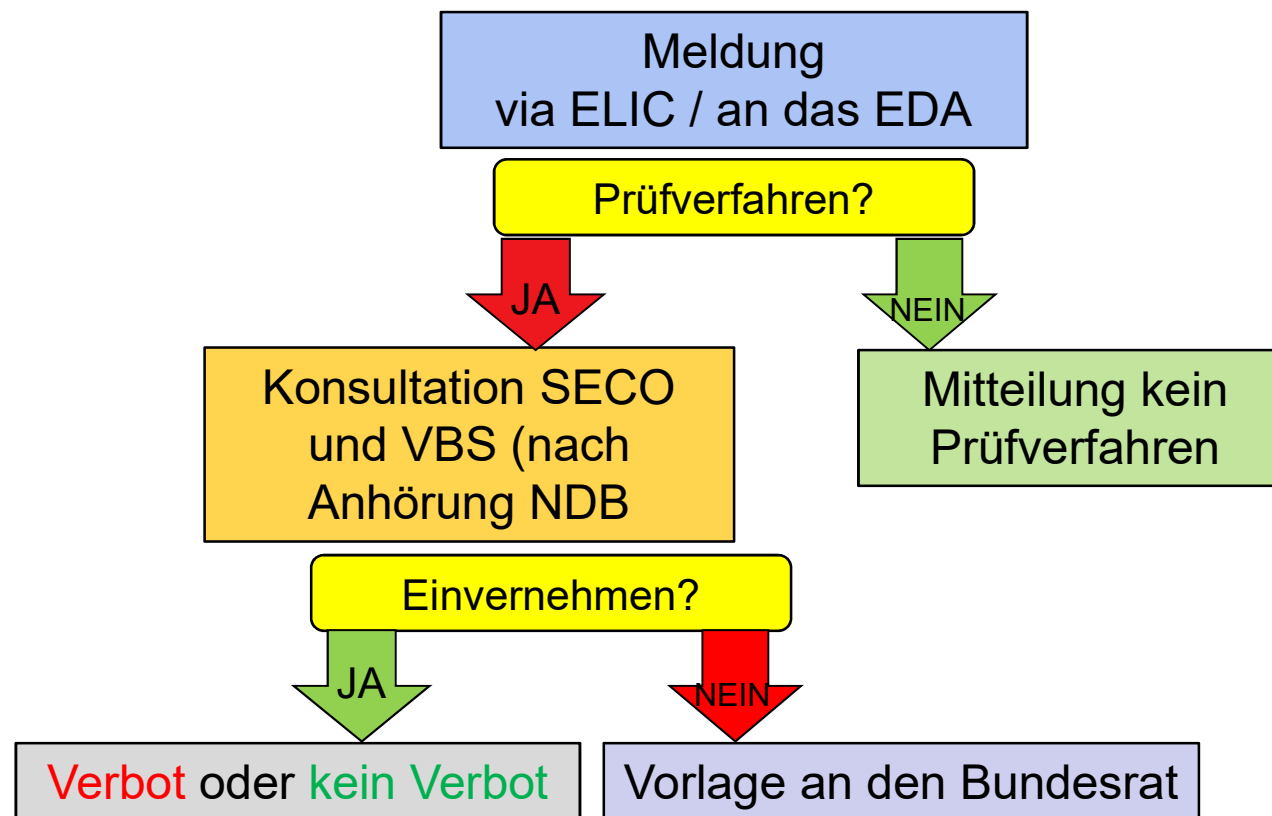 Meldung
via ELIC / an das EDA
Prüfverfahren?
JA
NEIN
Konsultation SECO
und VBS (nach
Anhörung NDB
Mitteilung kein
Prüfverfahren
Einvernehmen?
JA
NEIN
Verbot oder kein Verbot
Vorlage an den Bundesrat